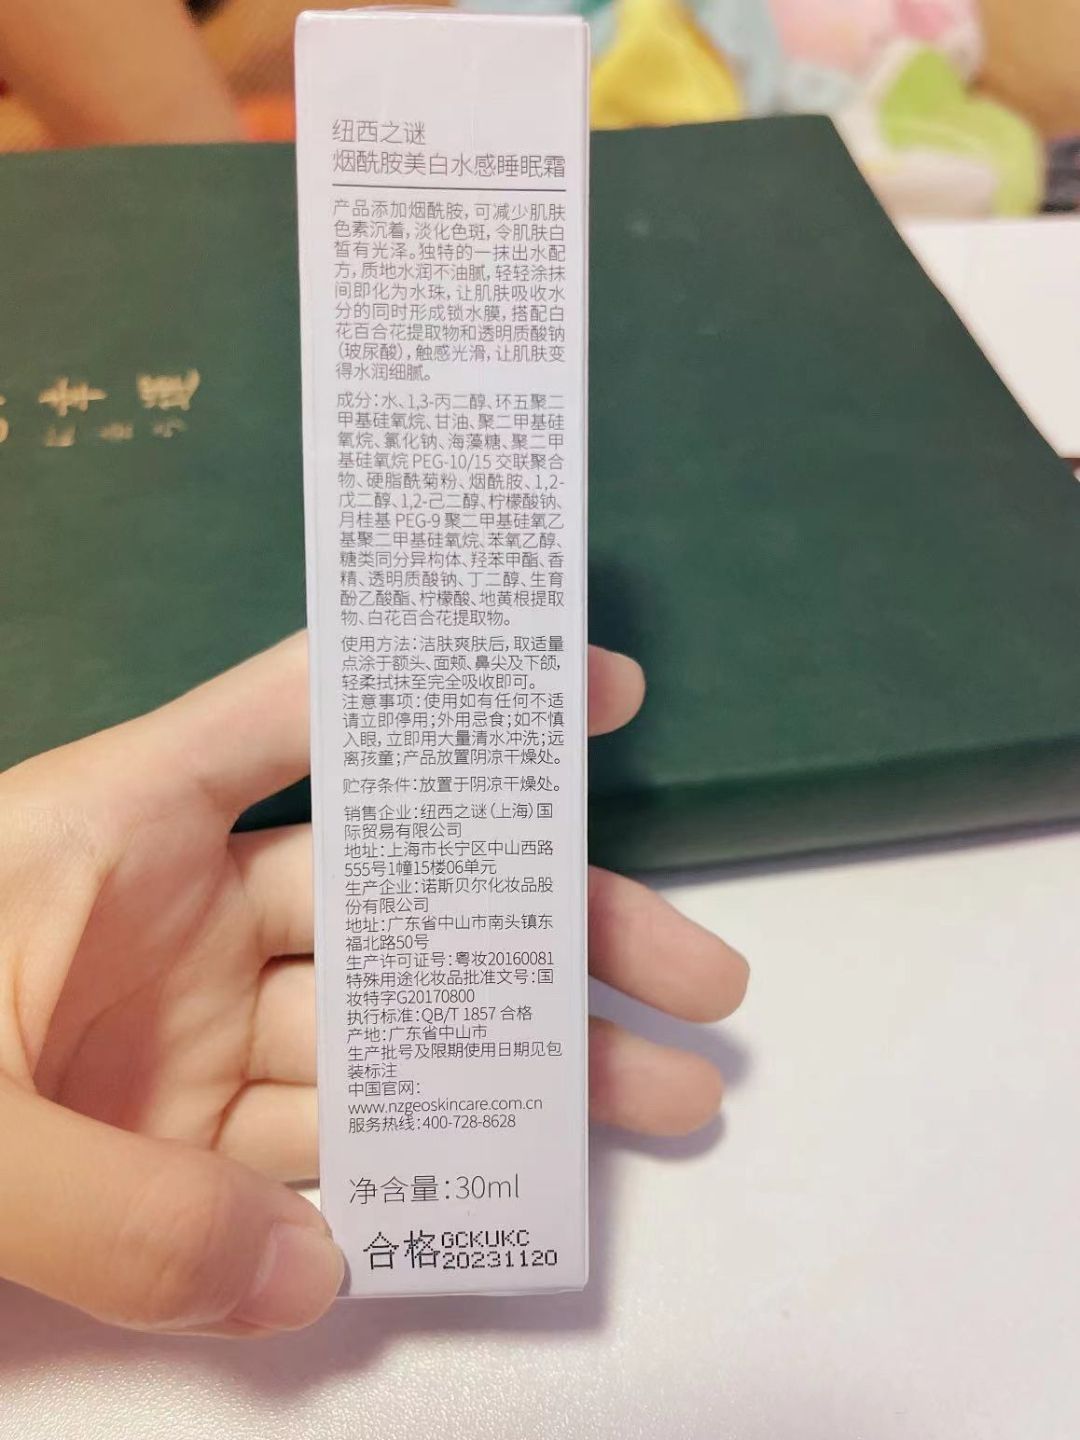 纽西之谜
烟酰胺美白水感睡眠霜
产品添加烟酰胺，可减少肌肤
色素沉着，淡化色斑，令肌肤白
皙有光泽。独特的一抹出水配
方，质地水润不油腻，轻轻涂抹
间即化为水珠，让肌肤吸收水
分的同时形成锁水膜，搭配白
花百合花提取物和透明质酸钠
（玻尿酸），触感光滑，让肌肤变
得水润细腻。
成分：水、1,3-丙二醇、环五聚二
甲基硅氧烷、甘油、聚二甲基硅
氧烷、氯化钠、海藻糖、聚二甲
基硅氧烷 PEG-10/15 交联聚合
物、硬脂酰菊粉、烟酰胺、1,2-
戊二醇、1,2-己二醇、柠檬酸钠、
月桂基 PEG-9 聚二甲基硅氧乙
基聚二甲基硅氧烷、苯氧乙醇、
糖类同分异构体、羟苯甲酯、香
精、透明质酸钠、丁二醇、生育
酚乙酸酯、柠檬酸、地黄根提取
物、白花百合花提取物。
使用方法：洁肤爽肤后，取适量
点涂于额头、面颊、鼻尖及下颌，
轻柔拭抹至完全吸收即可。
注意事项：使用如有任何不适
请立即停用；外用忌食；如不慎
入眼，立即用大量清水冲洗；远
离孩童；产品放置阴凉干燥处。
贮存条件：放置于阴凉干燥处。
销售企业：纽西之谜（上海）国
际贸易有限公司
地址：上海市长宁区中山西路
555号1幢15楼06单元
生产企业：诺斯贝尔化妆品股
份有限公司
地址：广东省中山市南头镇东
福北路50号
生产许可证号：粤妆20160081
特殊用途化妆品批准文号：国
妆特字G20170800
执行标准：QB/T 1857 合格
产地：广东省中山市
生产批号及限期使用日期见包
装标注
中国官网：
www.nzgeoskincare.com.cn
服务热线：400-728-8628
净含量：30ml
合格GCKUKC
20231120